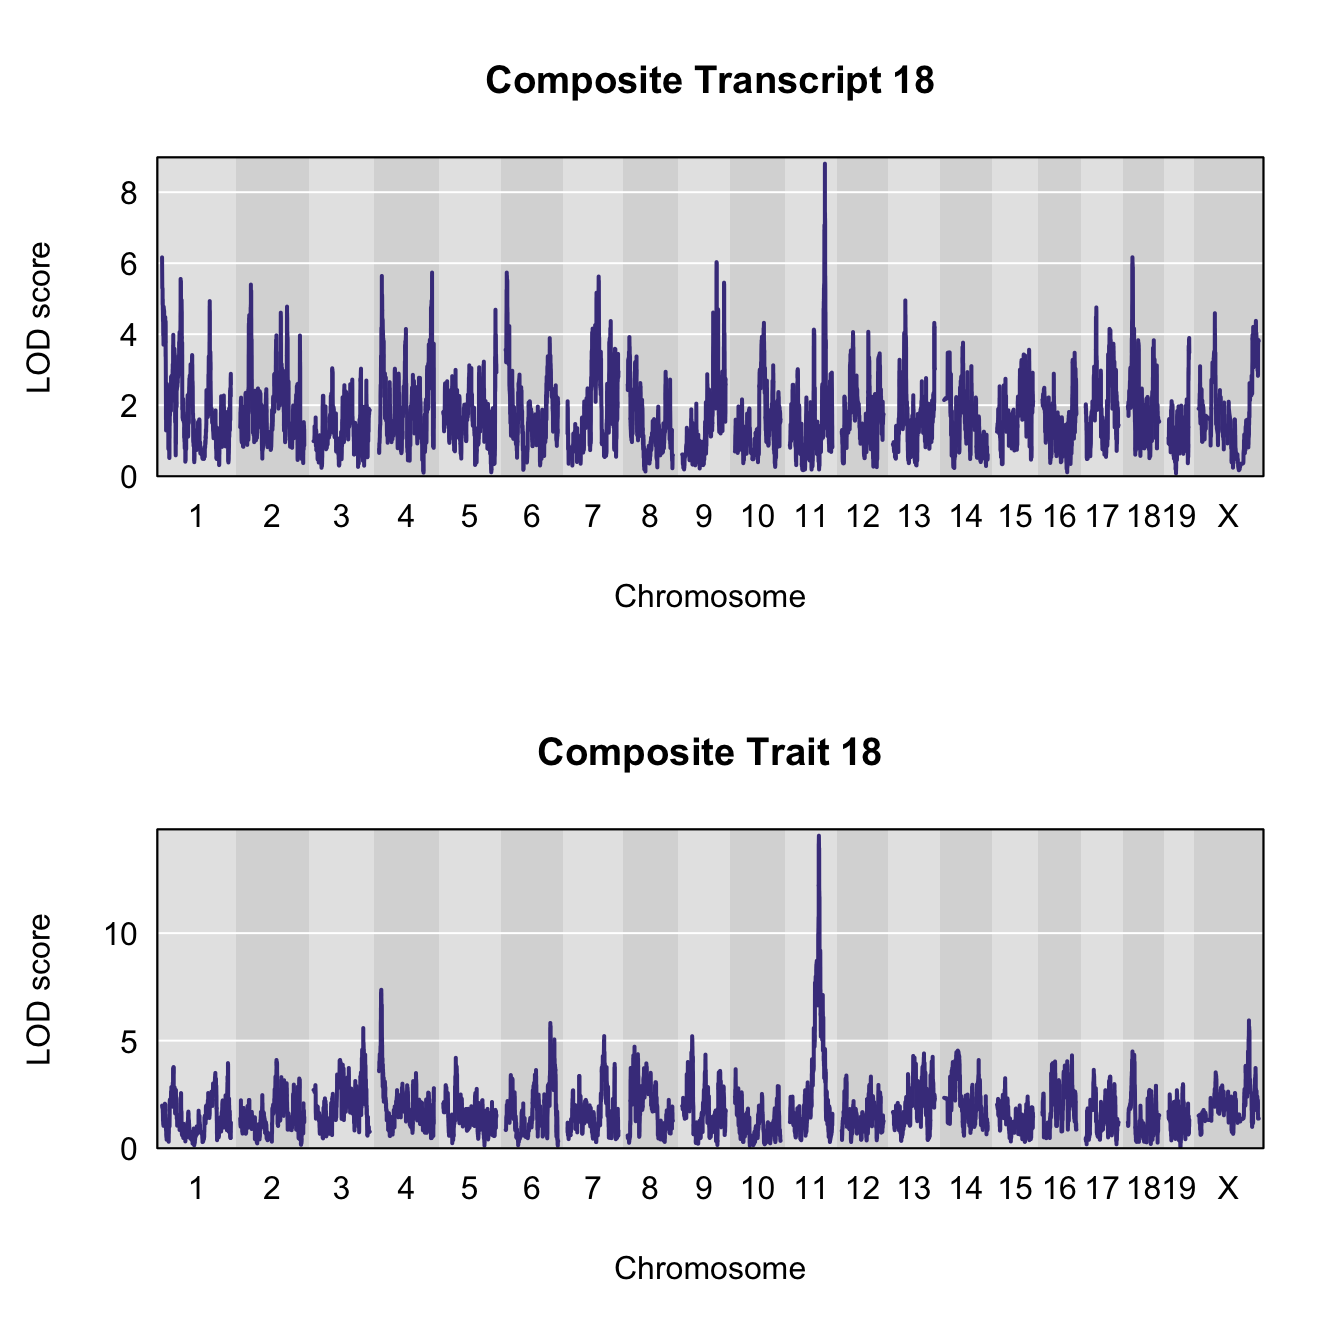 Composite Transcript 18
LOD score
8
6
4
2
0
1 2 3 4 5 6 7 8 9 10 11 12 13 14 15 16 17 18 19 X
Chromosome
Composite Trait 18
LOD score
10
5
0
1 2 3 4 5 6 7 8 9 10 11 12 13 14 15 16 17 18 19 X
Chromosome